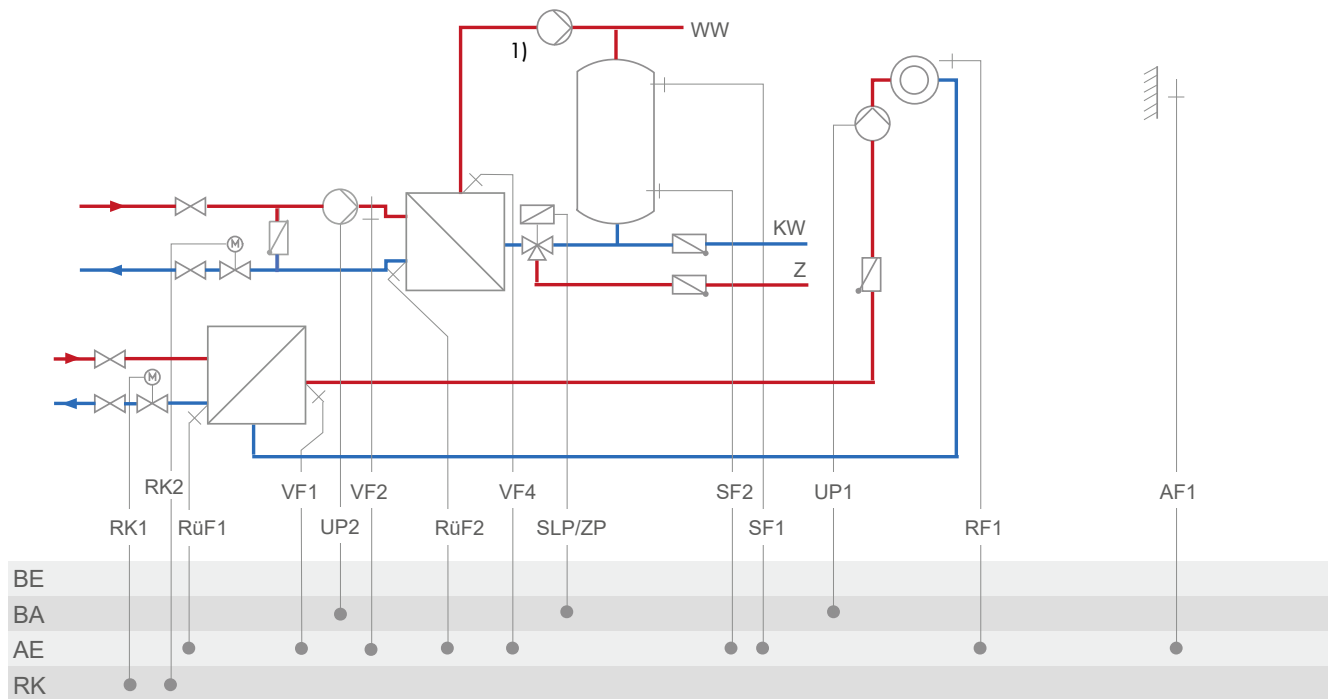 WW
1)
KW
M
Z
M
RK2
VF1
VF2
VF4
SF2
UP1
AF1
RK1
RüF1
UP2
RüF2
SLP/ZP
SF1
RF1
BE
BA
AE
RK